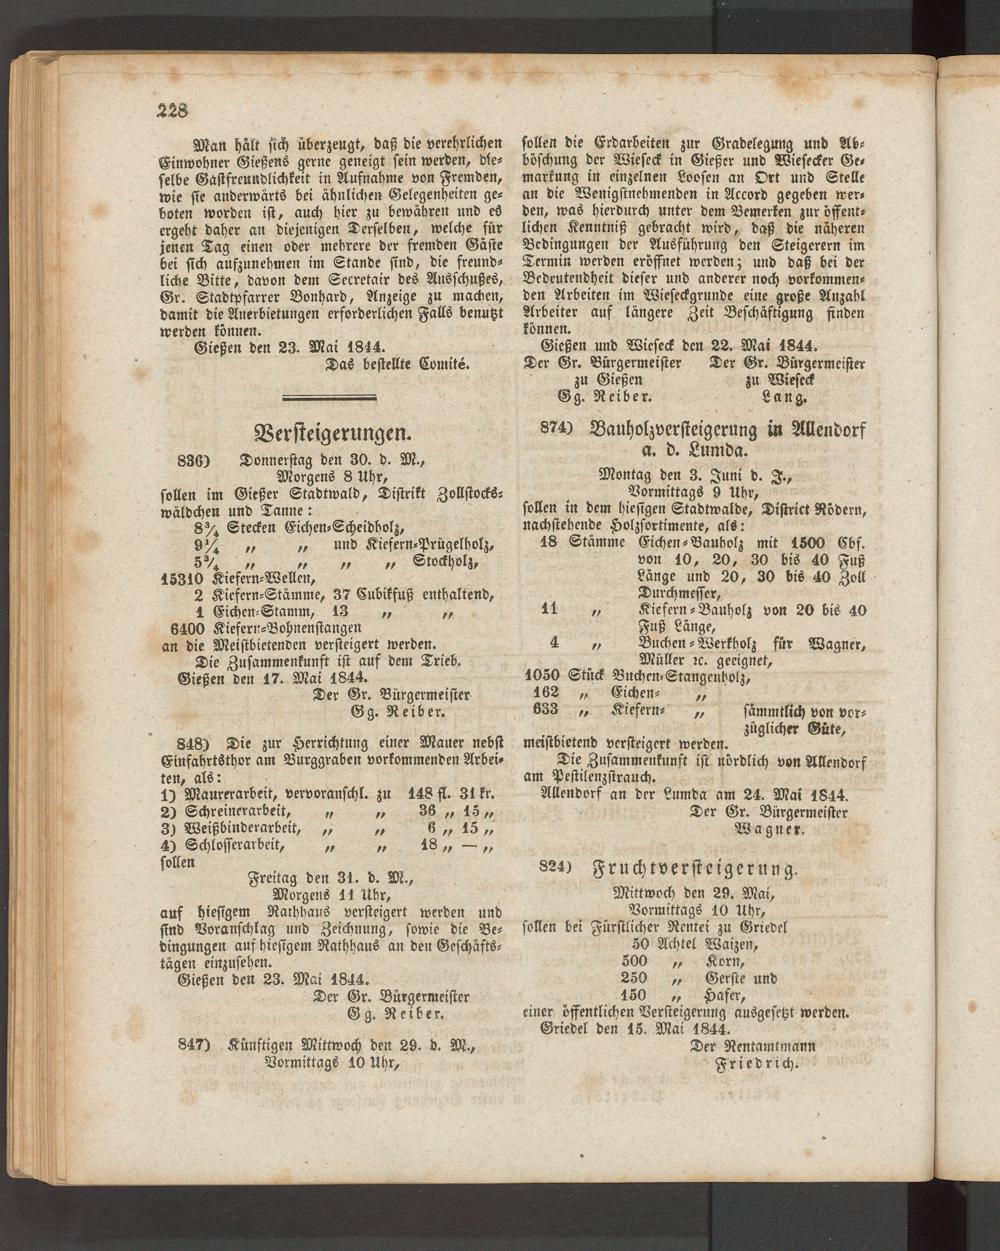 228
Man hält sich überzeugt, daß die verehrlichen
Einwohner Gießens gerne geneigt sein werden, die-
selbe Gastfreundlichkeit in Aufnahme von Fremden,
wie sie anderwärts bei ähnlichen Gelegenheiten ge-
boten worden ist, auch hier zu bewähren und es
ergeht daher an diejenigen Derselben, welche für
jenen Tag einen oder mehrere der fremden Gäste
bei sich aufzunehmen im Stande sind, die freund-
liche Bitte, davon dem Secretair des Ausschußes,
Gr. Stadtpfarrer Bonhard, Anzeige zu machen,
damit die Anerbietungen erforderlichen Falls benutzt
werden können.
Gießen den 23. Mai 1844.
Das bestellte Comité.
Versteigerungen.
836) Donnerstag den 30. d. M.,
Morgens 8 Uhr,
sollen im Gießer Stadtwald, Distrikt Zollstocks-
wäldchen und Tanne:
8¾ Stecken Eichen-Scheidholz,
9¼ „ „ und Kiefern-Prügelholz,
5¾ „ „ „ „ Stockholz,
15310 Kiefern-Wellen,
2 Kiefern-Stämme, 37 Cubikfuß enthaltend,
1 Eichen-Stamm, 13 „ „
6400 Kiefern-Bohnenstangen
an die Meistbietenden versteigert werden.
Die Zusammenkunft ist auf dem Trieb.
Gießen den 17. Mai 1844.
Der Gr. Bürgermeister
Gg. Reiber.
848) Die zur Herrichtung einer Mauer nebst
Einfahrtsthor am Burggraben vorkommenden Arbei-
ten, als:
1) Maurerarbeit, vervoranschl. zu 148 fl. 31 kr.
2) Schreinerarbeit, „ „ 36 „ 15 „
3) Weißbinderarbeit, „ „ 6 „ 15 „
4) Schlosserarbeit, „ „ 18 „ — „
sollen
Freitag den 31. d. M.,
Morgens 11 Uhr,
auf hiesigem Rathhaus versteigert werden und
sind Voranschlag und Zeichnung, sowie die Be-
dingungen auf hiesigem Rathhaus an den Geschäfts-
tägen einzusehen.
Gießen den 23. Mai 1844.
Der Gr. Bürgermeister
Gg. Reiber.
847) Künftigen Mittwoch den 29. d. M.,
Vormittags 10 Uhr,
sollen die Erdarbeiten zur Gradelegung und Ab-
böschung der Wieseck in Gießer und Wiesecker Ge-
markung in einzelnen Loosen an Ort und Stelle
an die Wenigstnehmenden in Accord gegeben wer-
den, was hierdurch unter dem Bemerken zur öffent-
lichen Kenntniß gebracht wird, daß die näheren
Bedingungen der Ausführung den Steigerern im
Termin werden eröffnet werden; und daß bei der
Bedeutendheit dieser und anderer noch vorkommen-
den Arbeiten im Wieseckgrunde eine große Anzahl
Arbeiter auf längere Zeit Beschäftigung finden
können.
Gießen und Wieseck den 22. Mai 1844.
Der Gr. Bürgermeister Der Gr. Bürgermeister
zu Gießen zu Wieseck
Gg. Reiber. Lang.
874) Bauholzversteigerung in Allendorf
a. d. Lumda.
Montag den 3. Juni d. J.,
Vormittags 9 Uhr,
sollen in dem hiesigen Stadtwalde, District Rödern,
nachstehende Holzsortimente, als:
18 Stämme Eichen-Bauholz mit 1500 Cbf.
von 10, 20, 30 bis 40 Fuß
Länge und 20, 30 bis 40 Zoll
Durchmesser,
11 „ Kiefern-Bauholz von 20 bis 40
Fuß Länge,
4 „ Buchen-Werkholz für Wagner,
Müller ꝛc. geeignet,
1050 Stück Buchen-Stangenholz,
162 „ Eichen- „
633 „ Kiefern- „ sämmtlich von vor-
züglicher Güte,
meistbietend versteigert werden.
Die Zusammenkunft ist nördlich von Allendorf
am Pestilenzstrauch.
Allendorf an der Lumda am 24. Mai 1844.
Der Gr. Bürgermeister
Wagner.
824) Fruchtversteigerung.
Mittwoch den 29. Mai,
Vormittags 10 Uhr,
sollen bei Fürstlicher Rentei zu Griedel
50 Achtel Waizen,
500 „ Korn,
250 „ Gerste und
150 „ Hafer,
einer öffentlichen Versteigerung ausgesetzt werden.
Griedel den 15. Mai 1844.
Der Rentamtmann
Friedrich.